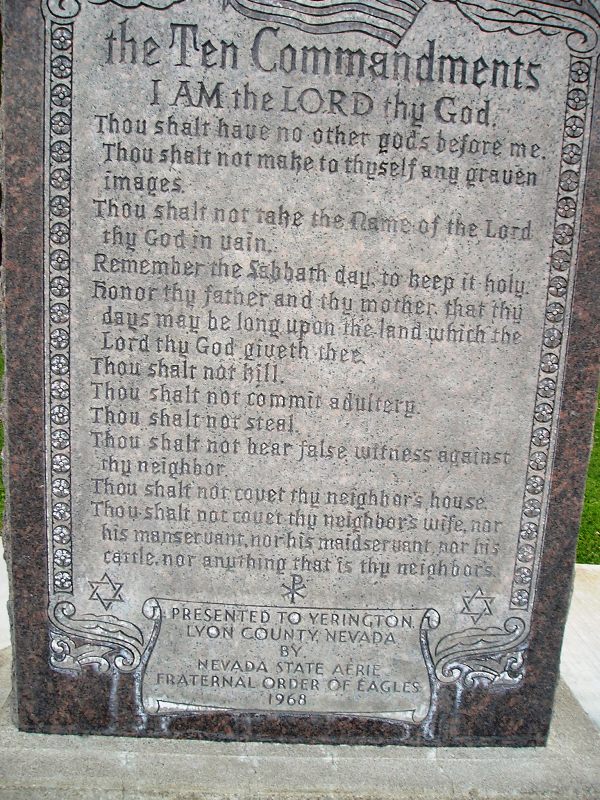 the Ten Commandments
I AM the LORD thy God.
Thou shalt have no other gods before me.
Thou shalt not make to thyself any graven
images.
Thou shalt not take the Name of the Lord
thy God in vain.
Remember the Sabbath day, to keep it holy.
Honor thy father and thy mother, that thy
days may be long upon the land which the
Lord thy God giveth thee.
Thou shalt not kill.
Thou shalt not commit adultery.
Thou shalt not steal.
Thou shalt not bear false witness against
thy neighbor.
Thou shalt not covet thy neighbor's house.
Thou shalt not covet thy neighbor's wife, nor
his manservant, nor his maidservant, nor his
cattle, nor anything that is thy neighbor's.
PRESENTED TO YERINGTON,
LYON COUNTY, NEVADA
BY
NEVADA STATE AERIE
FRATERNAL ORDER OF EAGLES
1968